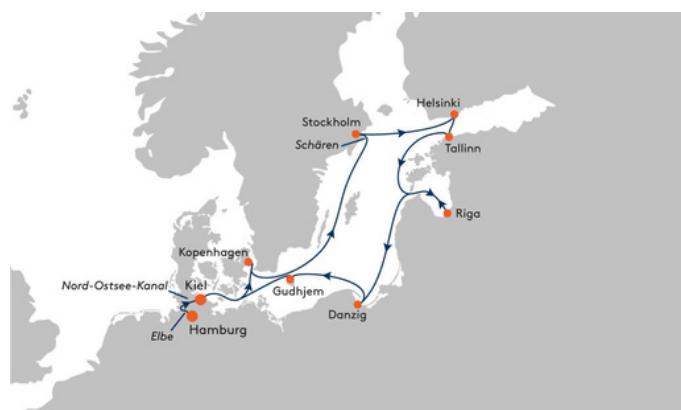 Helsinki
Stockholm
Schären
Tallinn
Riga
Kopenhagen
Nord-Ostsee-Kanal
Kiel
Gudhjem
Danzig
Elbe
Hamburg